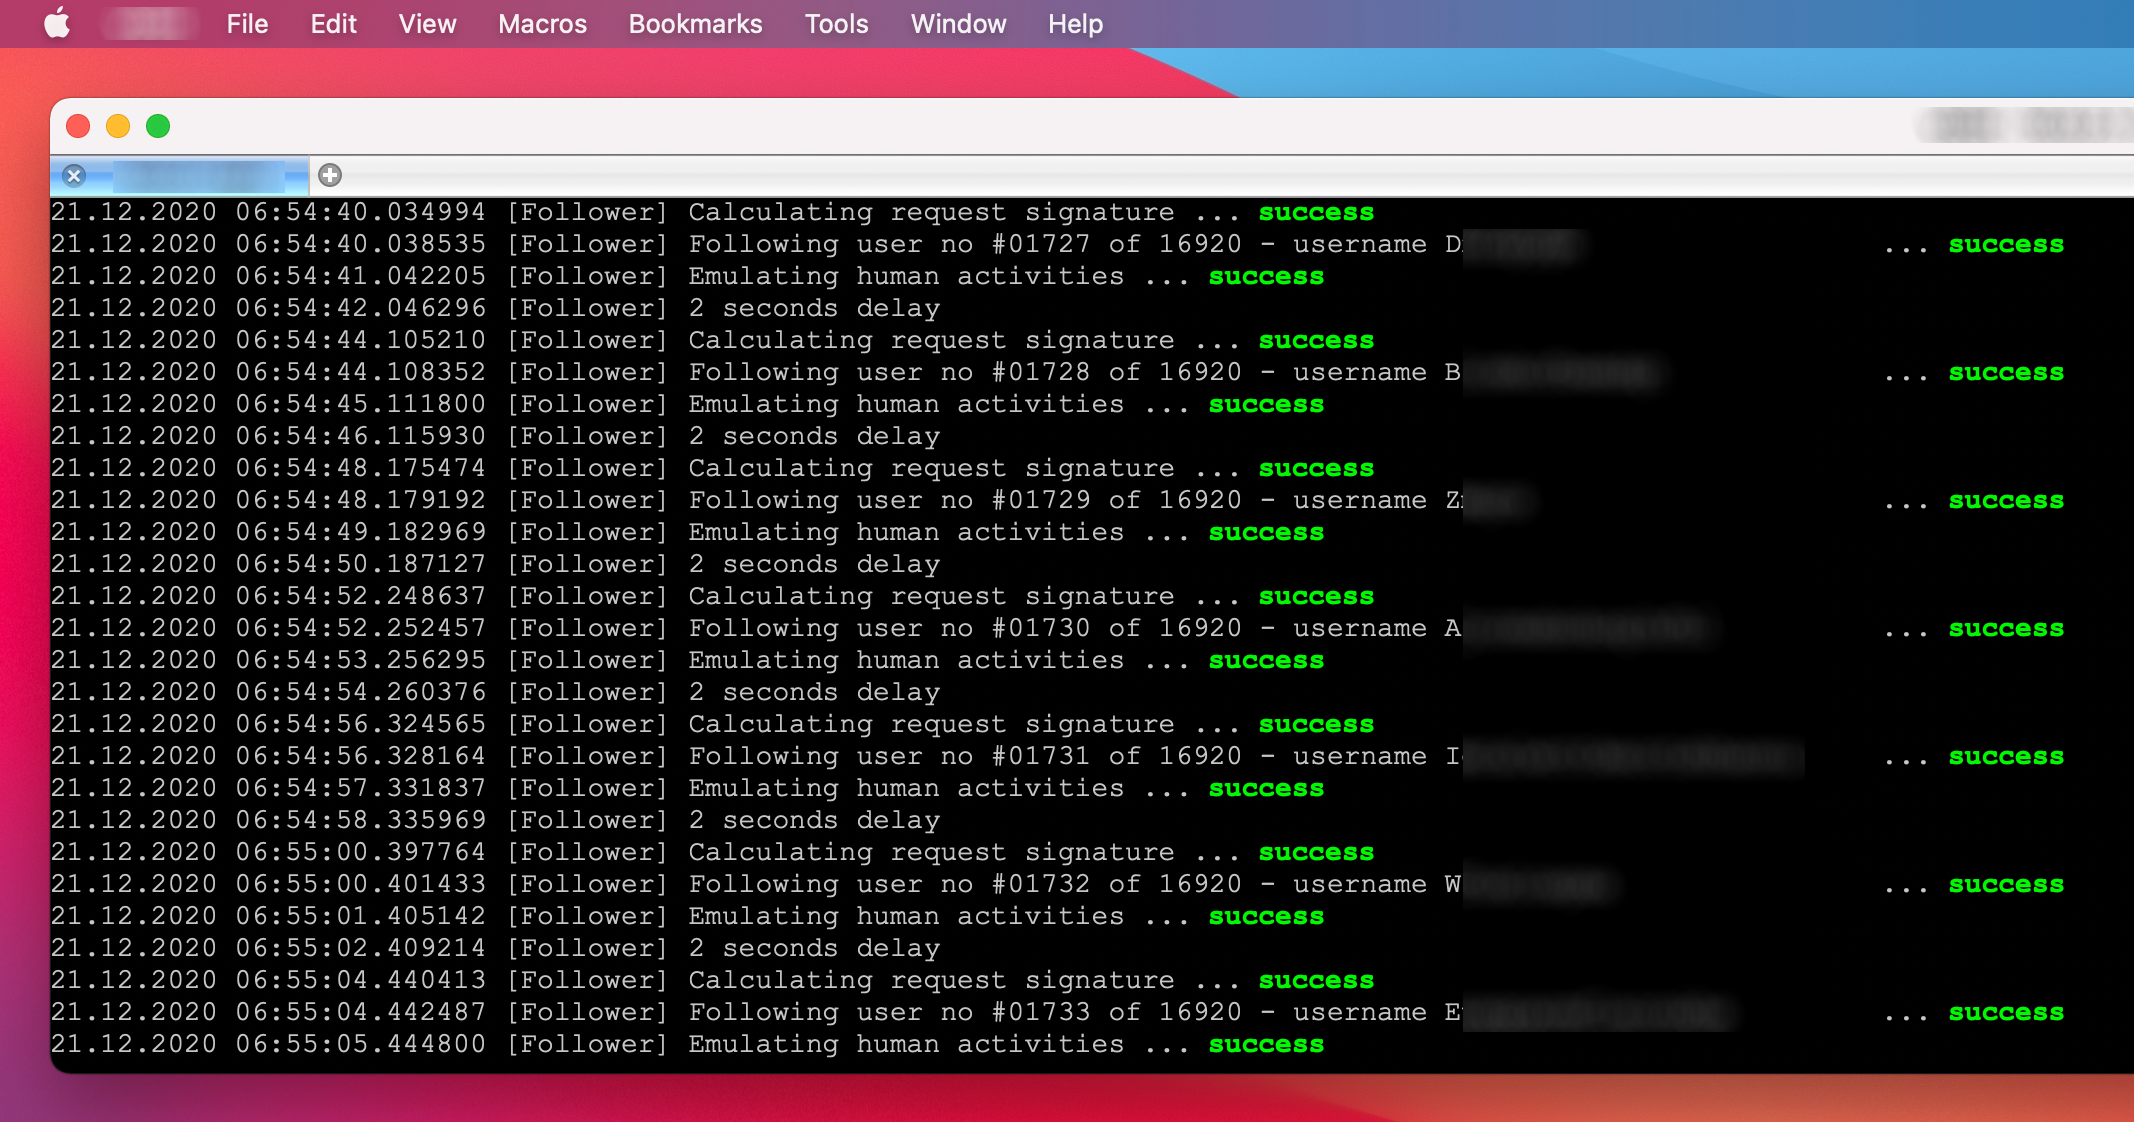 File Edit View Macros Bookmarks Tools Window Help
21.12.2020 06:54:40.034994 [Follower] Calculating request signature ... success
21.12.2020 06:54:40.038535 [Follower] Following user no #01727 of 16920 - username D ... success
21.12.2020 06:54:41.042205 [Follower] Emulating human activities ... success
21.12.2020 06:54:42.046296 [Follower] 2 seconds delay
21.12.2020 06:54:44.105210 [Follower] Calculating request signature ... success
21.12.2020 06:54:44.108352 [Follower] Following user no #01728 of 16920 - username B ... success
21.12.2020 06:54:45.111800 [Follower] Emulating human activities ... success
21.12.2020 06:54:46.115930 [Follower] 2 seconds delay
21.12.2020 06:54:48.175474 [Follower] Calculating request signature ... success
21.12.2020 06:54:48.179192 [Follower] Following user no #01729 of 16920 - username Z ... success
21.12.2020 06:54:49.182969 [Follower] Emulating human activities ... success
21.12.2020 06:54:50.187127 [Follower] 2 seconds delay
21.12.2020 06:54:52.248637 [Follower] Calculating request signature ... success
21.12.2020 06:54:52.252457 [Follower] Following user no #01730 of 16920 - username A ... success
21.12.2020 06:54:53.256295 [Follower] Emulating human activities ... success
21.12.2020 06:54:54.260376 [Follower] 2 seconds delay
21.12.2020 06:54:56.324565 [Follower] Calculating request signature ... success
21.12.2020 06:54:56.328164 [Follower] Following user no #01731 of 16920 - username I ... success
21.12.2020 06:54:57.331837 [Follower] Emulating human activities ... success
21.12.2020 06:54:58.335969 [Follower] 2 seconds delay
21.12.2020 06:55:00.397764 [Follower] Calculating request signature ... success
21.12.2020 06:55:00.401433 [Follower] Following user no #01732 of 16920 - username W ... success
21.12.2020 06:55:01.405142 [Follower] Emulating human activities ... success
21.12.2020 06:55:02.409214 [Follower] 2 seconds delay
21.12.2020 06:55:04.440413 [Follower] Calculating request signature ... success
21.12.2020 06:55:04.442487 [Follower] Following user no #01733 of 16920 - username E ... success
21.12.2020 06:55:05.444800 [Follower] Emulating human activities ... success